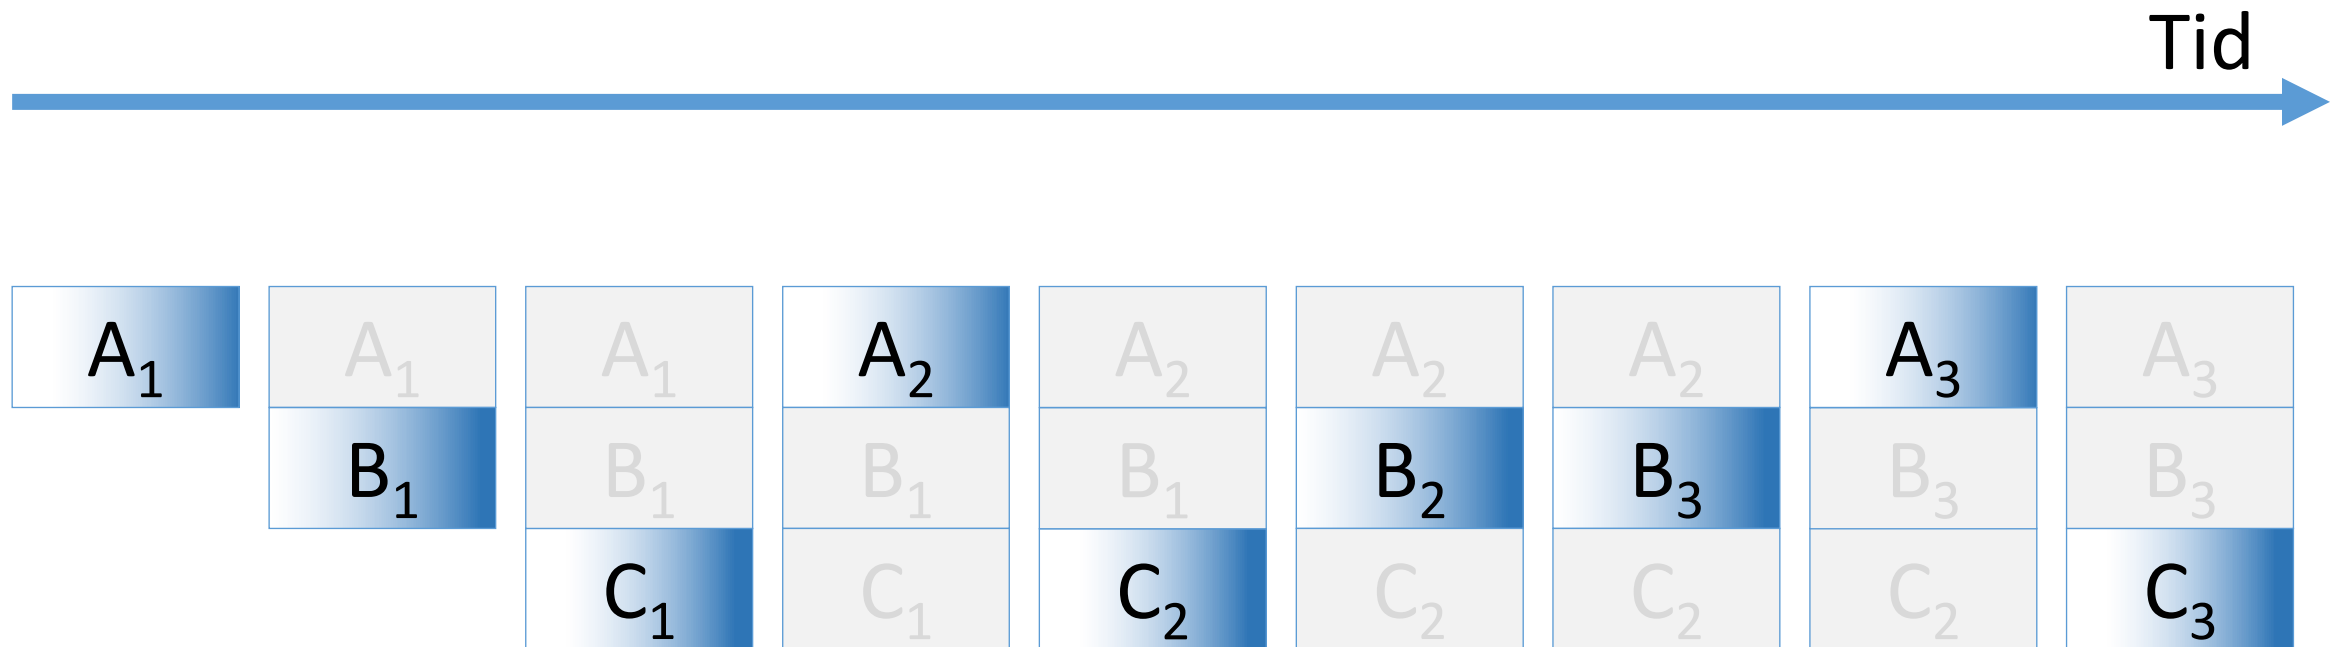 Tid
A1 A1 A1 A2 A2 A2 A2 A3 A3
B1 B1 B1 B1 B2 B3 B3 B3
C1 C1 C2 C2 C2 C2 C3